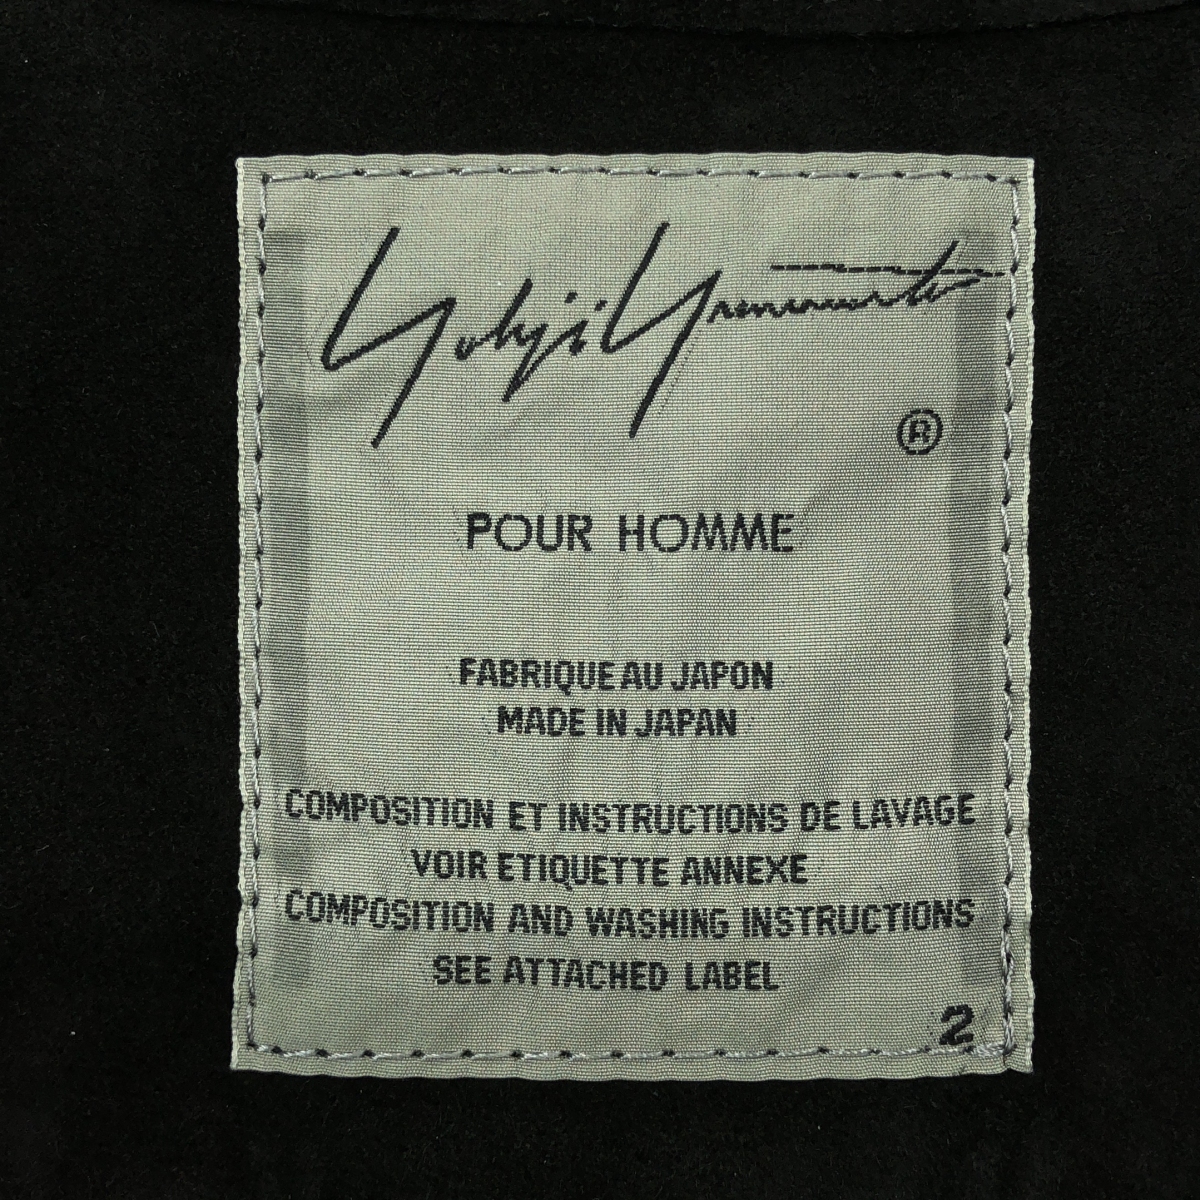 Yohji Yamamoto
®
POUR HOMME
FABRIQUE AU JAPON
MADE IN JAPAN
COMPOSITION ET INSTRUCTIONS DE LAVAGE
VOIR ETIQUETTE ANNEXE
COMPOSITION AND WASHING INSTRUCTIONS
SEE ATTACHED LABEL
2